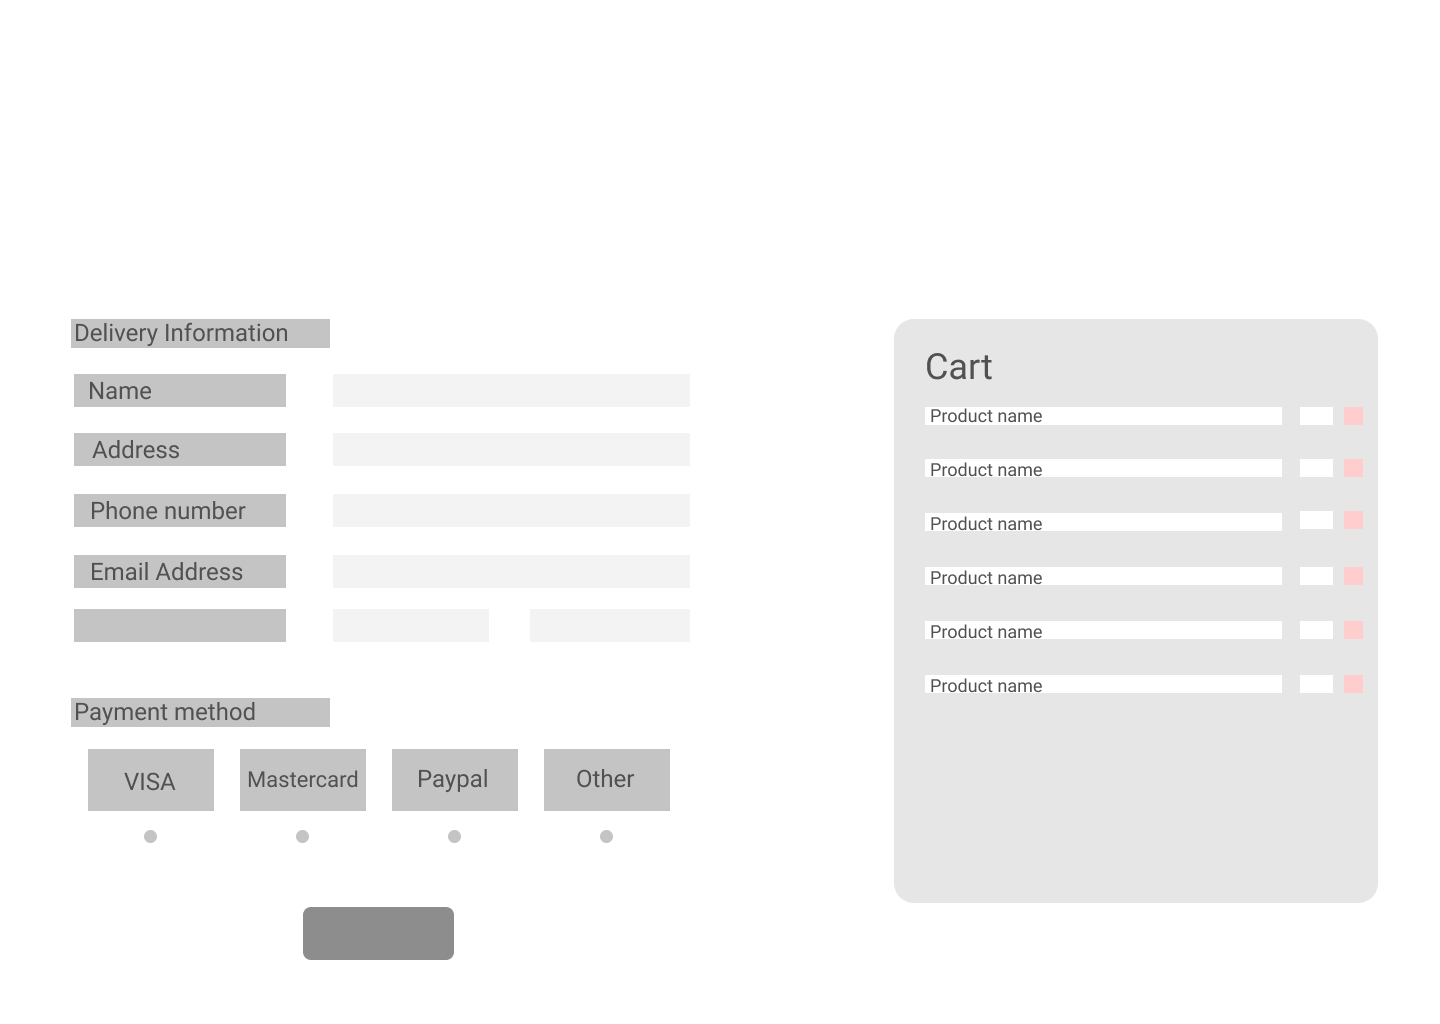 Delivery Information
Name
Address
Phone number
Email Address
Payment method
VISA
Mastercard
Paypal
Other
Cart
Product name
Product name
Product name
Product name
Product name
Product name